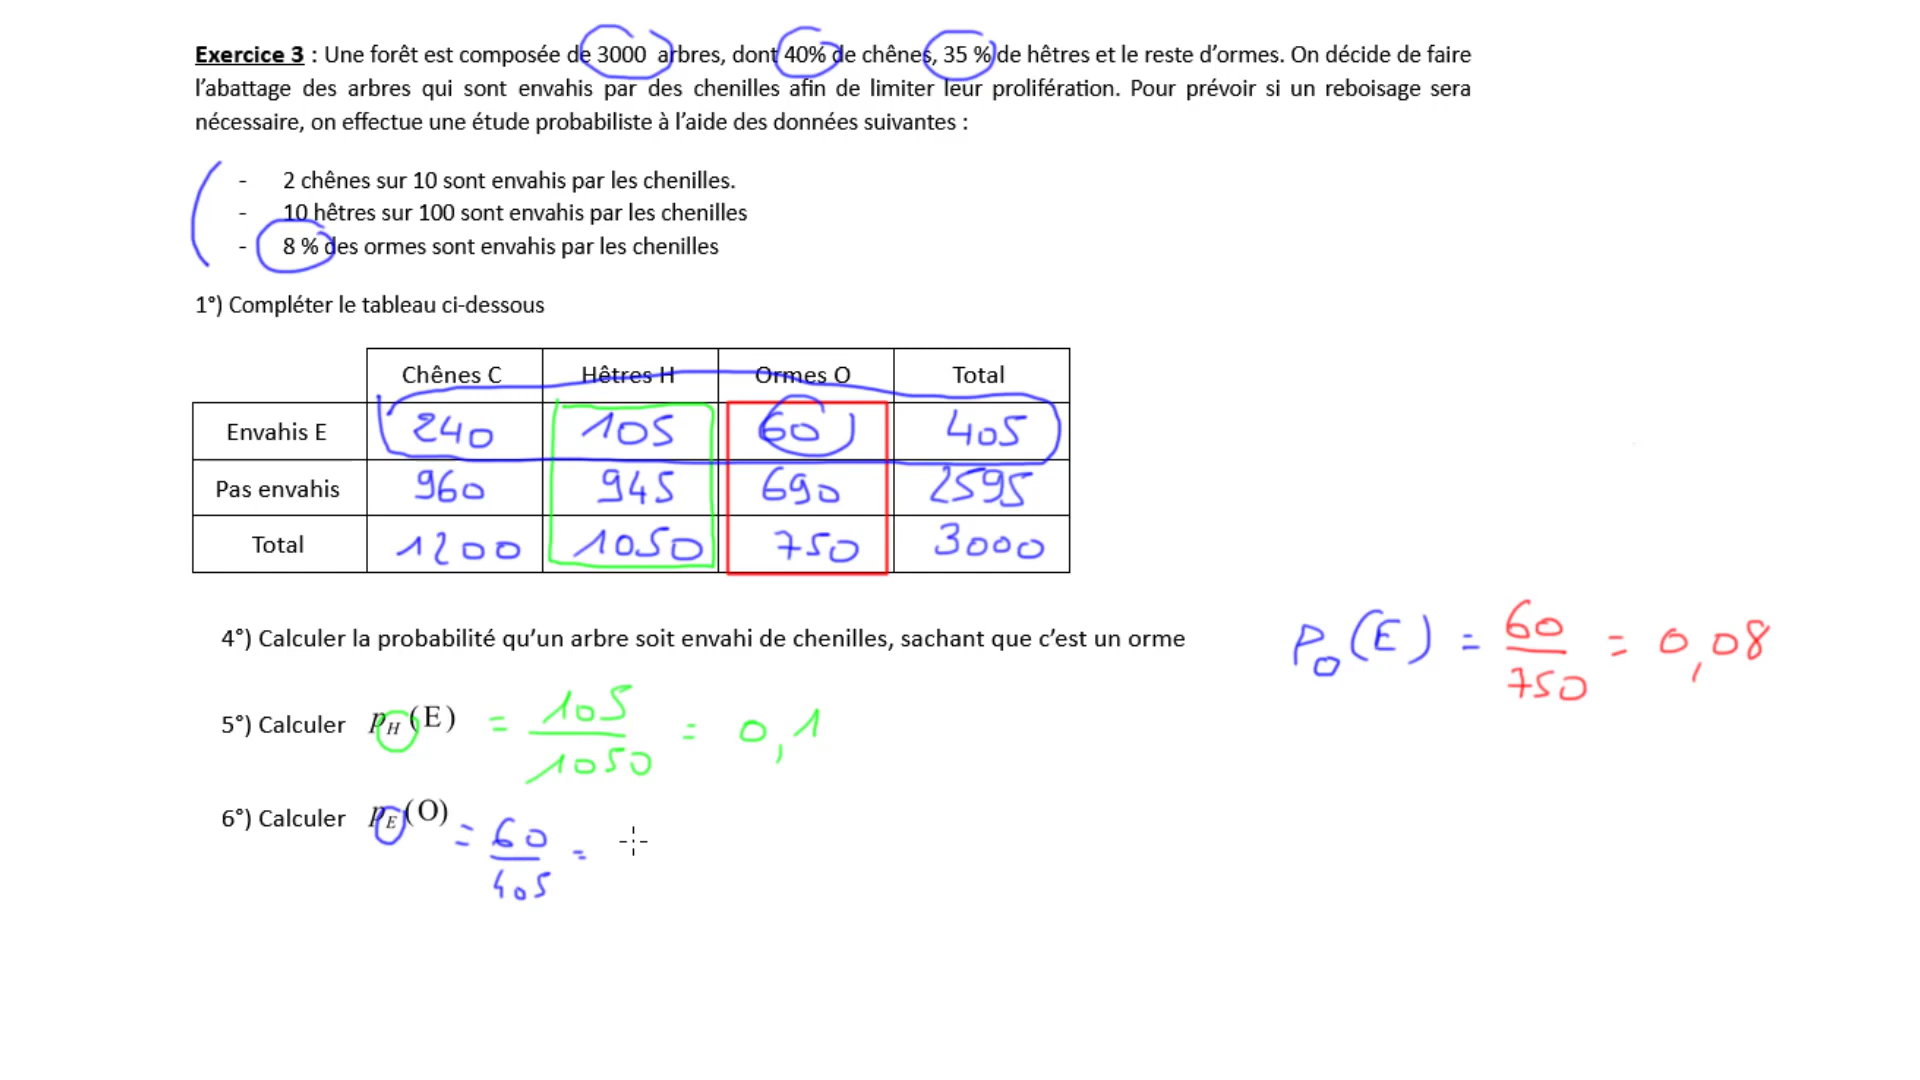 Exercice 3 : Une forêt est composée de 3000 arbres, dont 40% de chênes, 35 % de hêtres et le reste d'ormes. On décide de faire
l'abattage des arbres qui sont envahis par des chenilles afin de limiter leur prolifération. Pour prévoir si un reboisage sera
nécessaire, on effectue une étude probabiliste à l'aide des données suivantes :
- 2 chênes sur 10 sont envahis par les chenilles.
- 10 hêtres sur 100 sont envahis par les chenilles
- 8 % des ormes sont envahis par les chenilles
1°) Compléter le tableau ci-dessous
Chênes C Hêtres H Ormes O Total
Envahis E 240 105 60 405
Pas envahis 960 945 690 2595
Total 1200 1050 750 3000
4°) Calculer la probabilité qu'un arbre soit envahi de chenilles, sachant que c'est un orme P_O(E) = 60/750 = 0,08
5°) Calculer p_H(E) = 105/1050 = 0,1
6°) Calculer p_E(O) = 60/405 =